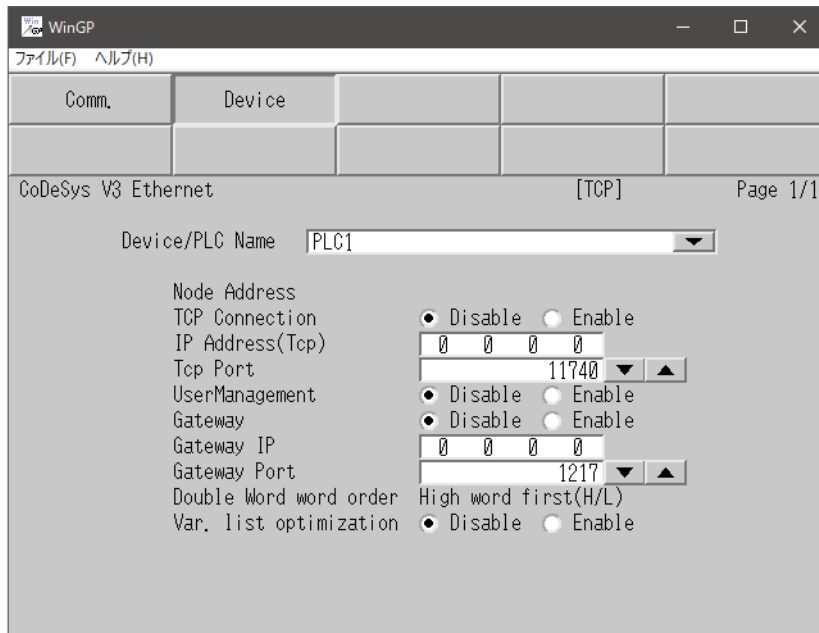 WinGP
ファイル(F) ヘルプ(H)
Comm. Device
CoDeSys V3 Ethernet [TCP] Page 1/1
Device/PLC Name PLC1
Node Address
TCP Connection Disable Enable
IP Address(Tcp) 0 0 0 0
Tcp Port 11740
UserManagement Disable Enable
Gateway Disable Enable
Gateway IP 0 0 0 0
Gateway Port 1217
Double Word word order High word first(H/L)
Var. list optimization Disable Enable